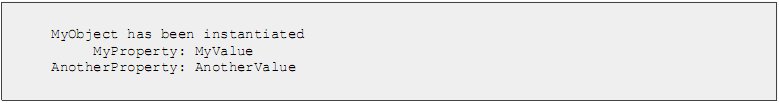 MyObject has been instantiated
MyProperty: MyValue
AnotherProperty: AnotherValue